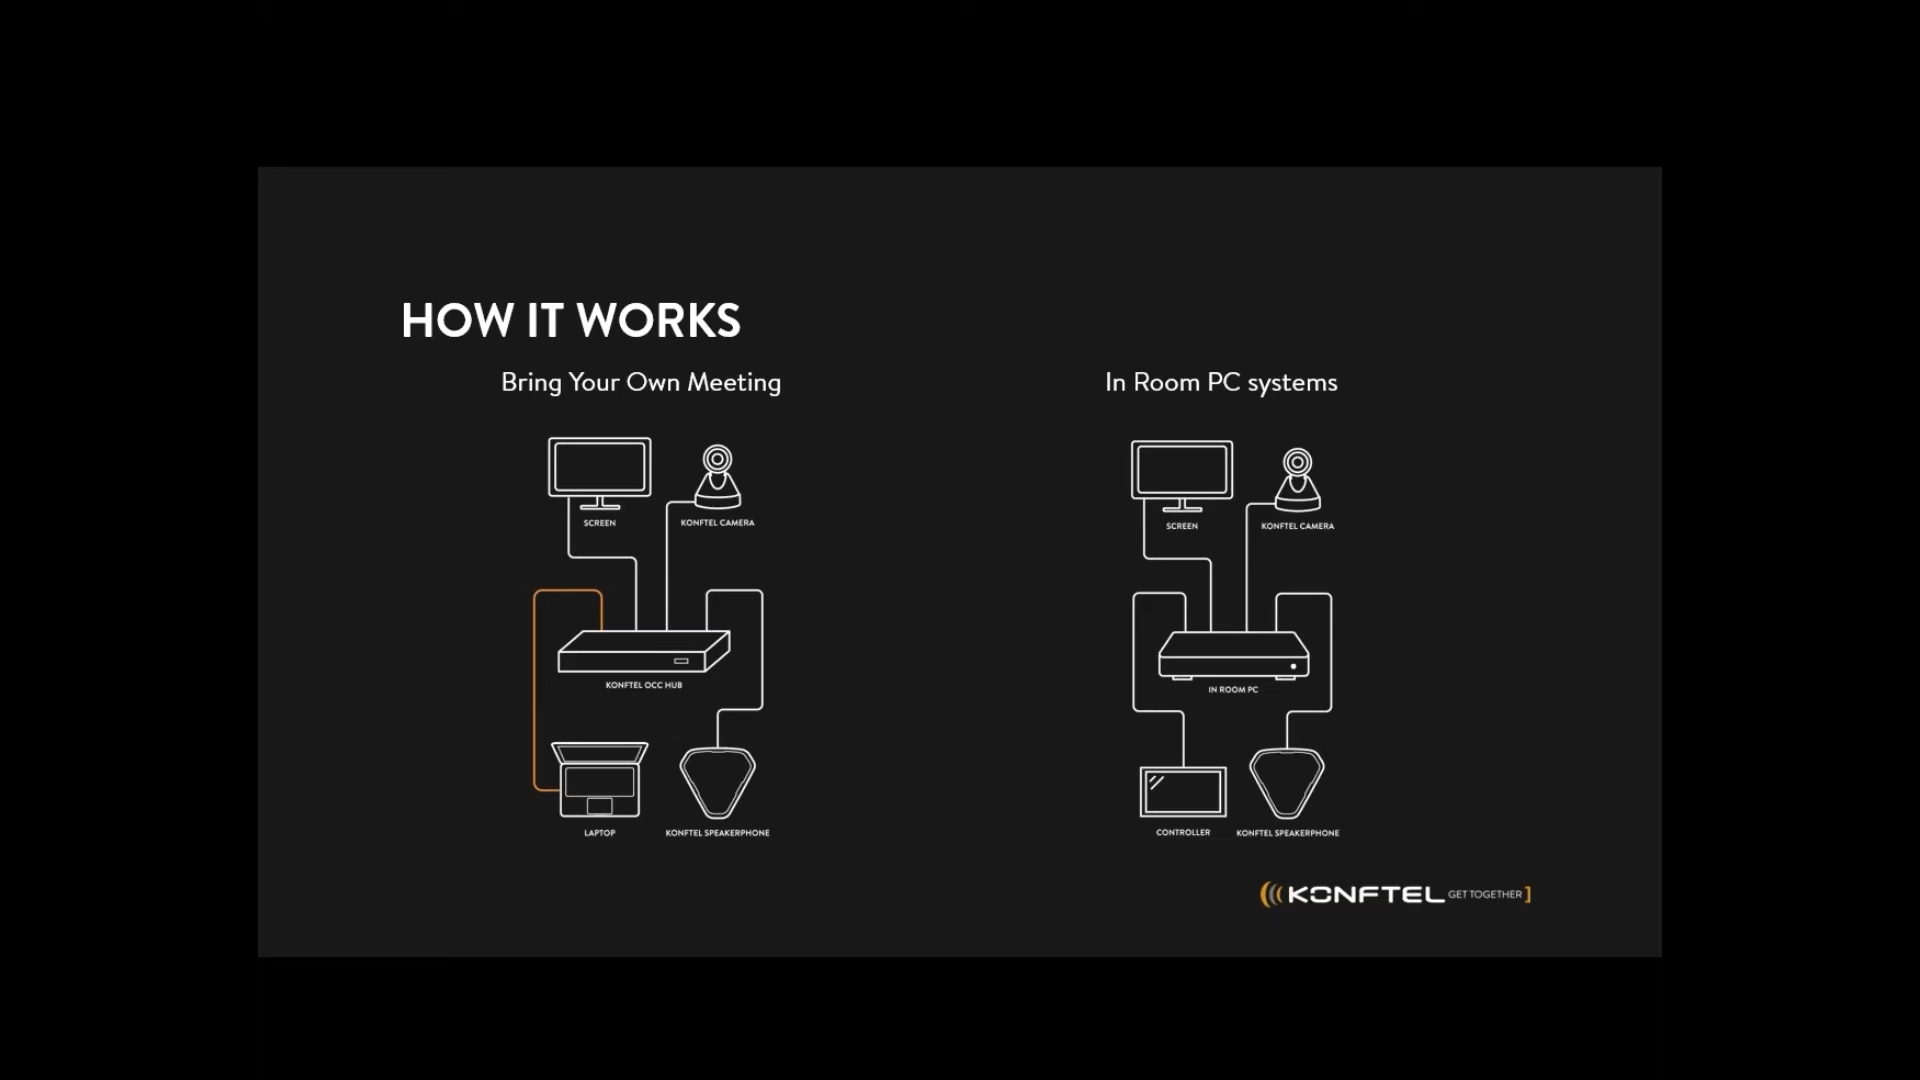 HOW IT WORKS
Bring Your Own Meeting
SCREEN
KONFTEL CAMERA
KONFTEL OCC HUB
LAPTOP
KONFTEL SPEAKERPHONE
In Room PC systems
SCREEN
KONFTEL CAMERA
IN ROOM PC
CONTROLLER
KONFTEL SPEAKERPHONE
KONFTEL GET TOGETHER